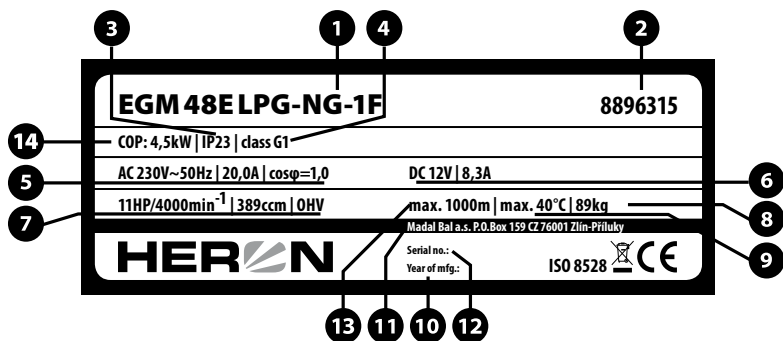 3 1 4 2
EGM 48E LPG-NG-1F 8896315
14 COP: 4,5kW | IP23 | class G1
5 AC 230V~50Hz | 20,0A | cosφ=1,0 DC 12V | 8,3A 6
7 11HP/4000min-1 | 389ccm | OHV max. 1000m | max. 40°C | 89kg 8
Madal Bal a.s. P.O.Box 159 CZ 76001 Zlín-Příluky
9
HERON Serial no.:
Year of mfg.: ISO 8528 CE
13 11 10 12